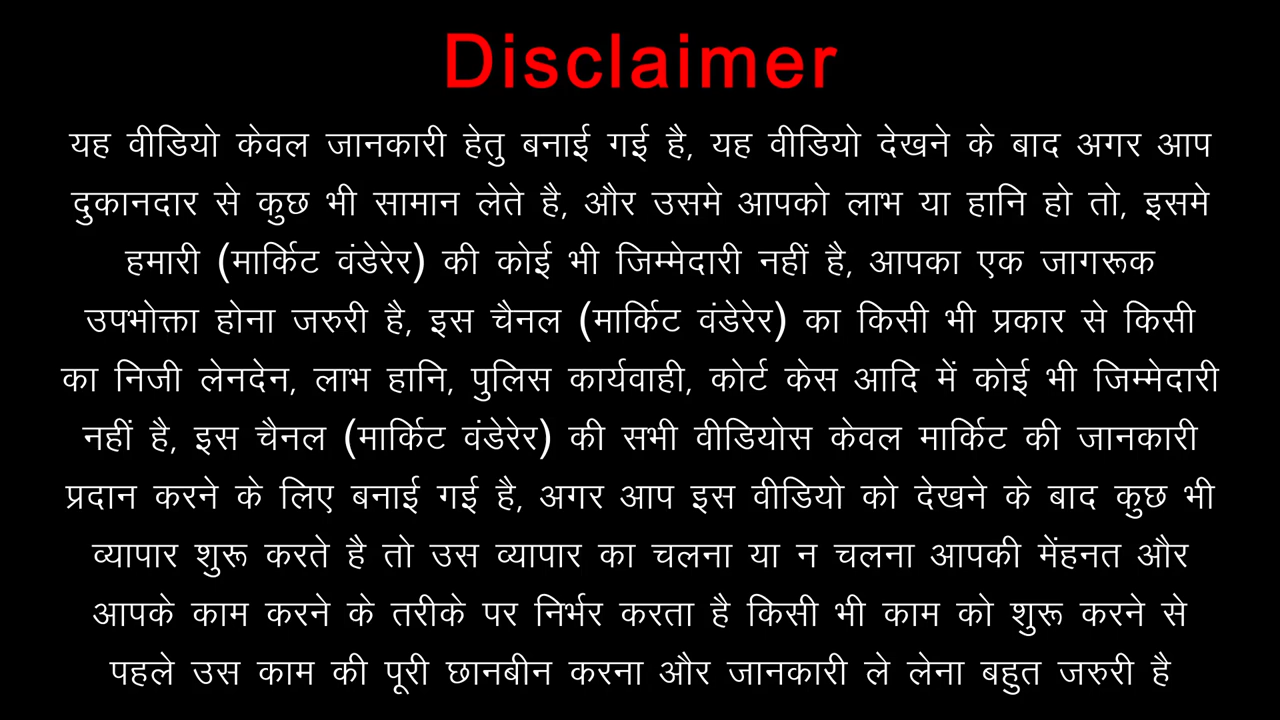 Disclaimer
यह वीडियो केवल जानकारी हेतु बनाई गई है, यह वीडियो देखने के बाद अगर आप
दुकानदार से कुछ भी सामान लेते है, और उसमे आपको लाभ या हानि हो तो, इसमे
हमारी (मार्किट वंडेरेर) की कोई भी जिम्मेदारी नहीं है, आपका एक जागरूक
उपभोक्ता होना जरुरी है, इस चैनल (मार्किट वंडेरेर) का किसी भी प्रकार से किसी
का निजी लेनदेन, लाभ हानि, पुलिस कार्यवाही, कोर्ट केस आदि में कोई भी जिम्मेदारी
नहीं है, इस चैनल (मार्किट वंडेरेर) की सभी वीडियोस केवल मार्किट की जानकारी
प्रदान करने के लिए बनाई गई है, अगर आप इस वीडियो को देखने के बाद कुछ भी
व्यापार शुरू करते है तो उस व्यापार का चलना या न चलना आपकी मेंहनत और
आपके काम करने के तरीके पर निर्भर करता है किसी भी काम को शुरू करने से
पहले उस काम की पूरी छानबीन करना और जानकारी ले लेना बहुत जरुरी है